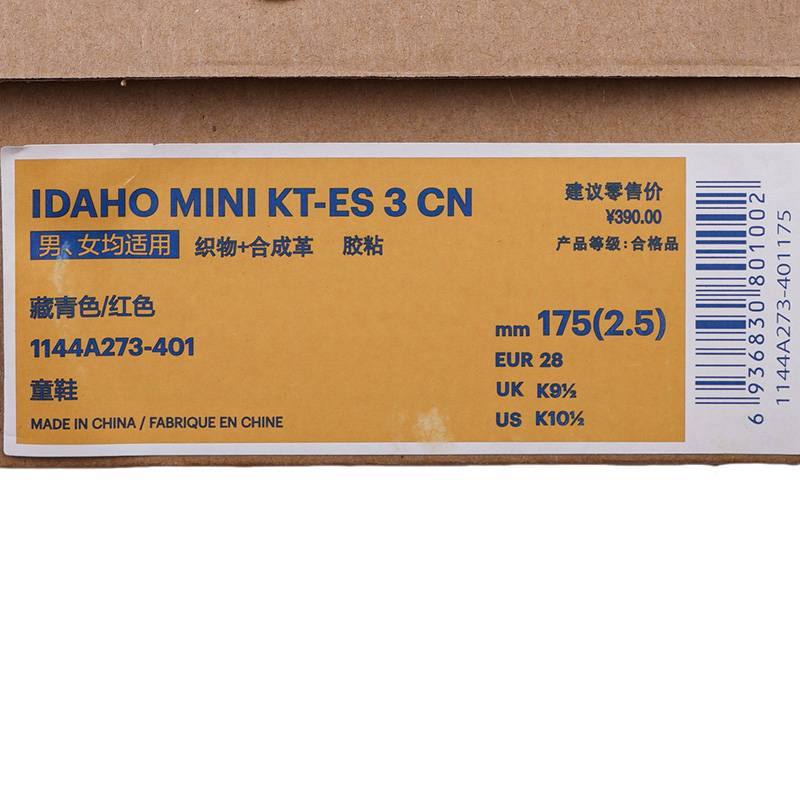 IDAHO MINI KT-ES 3 CN
建议零售价
¥390.00
男、女均适用 织物+合成革 胶粘
产品等级:合格品
藏青色/红色
1144A273-401
童鞋
MADE IN CHINA / FABRIQUE EN CHINE
mm 175(2.5)
EUR 28
UK K9½
US K10½
6 936830 801002
1144A273-401175